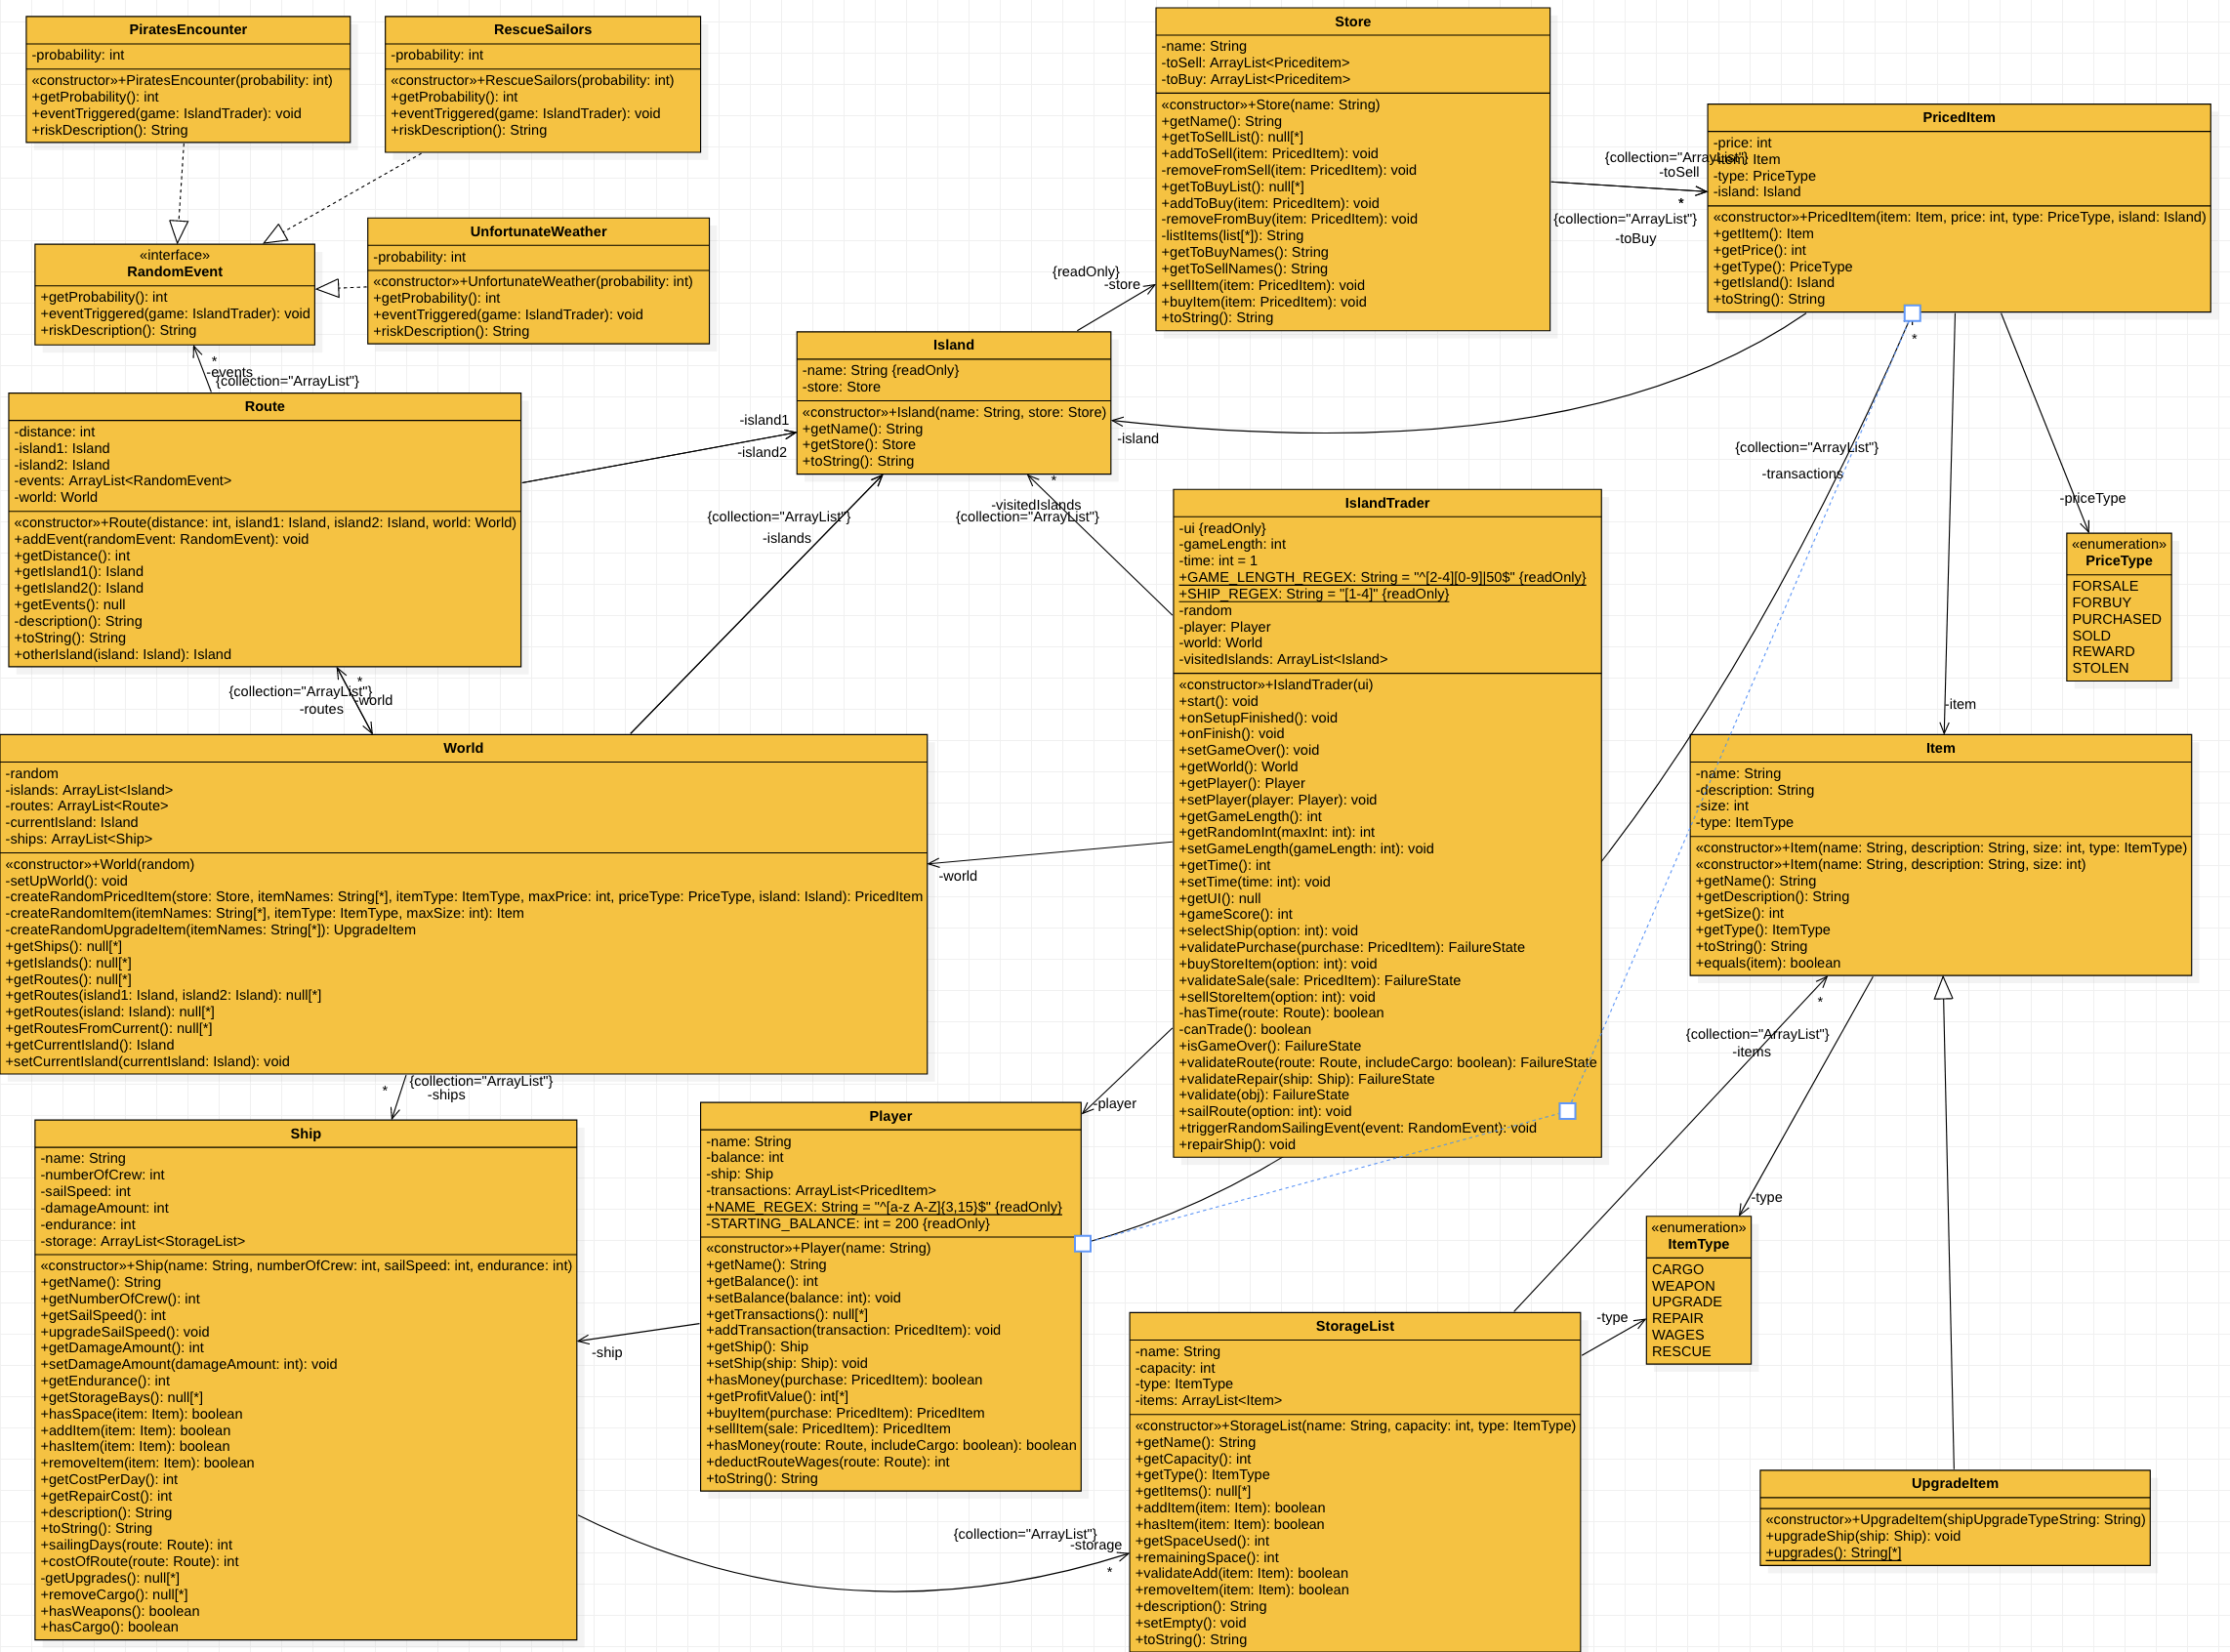 PiratesEncounter
-probability: int
«constructor»+PiratesEncounter(probability: int)
+getProbability(): int
+eventTriggered(game: IslandTrader): void
+riskDescription(): String
RescueSailors
-probability: int
«constructor»+RescueSailors(probability: int)
+getProbability(): int
+eventTriggered(game: IslandTrader): void
+riskDescription(): String
Store
-name: String
-toSell: ArrayList<Priceditem>
-toBuy: ArrayList<Priceditem>
«constructor»+Store(name: String)
+getName(): String
+getToSellList(): null[*]
+addToSell(item: PricedItem): void
-removeFromSell(item: PricedItem): void
+getToBuyList(): null[*]
+addToBuy(item: PricedItem): void
-removeFromBuy(item: PricedItem): void
-listItems(list[*]): String
+getToBuyNames(): String
+getToSellNames(): String
+sellItem(item: PricedItem): void
+buyItem(item: PricedItem): void
+toString(): String
{collection="ArrayList"}
-toSell
*
{collection="ArrayList"}
-toBuy
PricedItem
-price: int
-item: Item
-type: PriceType
-island: Island
«constructor»+PricedItem(item: Item, price: int, type: PriceType, island: Island)
+getItem(): Item
+getPrice(): int
+getType(): PriceType
+getIsland(): Island
+toString(): String
*
«interface»
RandomEvent
+getProbability(): int
+eventTriggered(game: IslandTrader): void
+riskDescription(): String
UnfortunateWeather
-probability: int
«constructor»+UnfortunateWeather(probability: int)
+getProbability(): int
+eventTriggered(game: IslandTrader): void
+riskDescription(): String
{readOnly}
-store
*
-events
{collection="ArrayList"}
Island
-name: String {readOnly}
-store: Store
«constructor»+Island(name: String, store: Store)
+getName(): String
+getStore(): Store
+toString(): String
-island
Route
-distance: int
-island1: Island
-island2: Island
-events: ArrayList<RandomEvent>
-world: World
«constructor»+Route(distance: int, island1: Island, island2: Island, world: World)
+addEvent(randomEvent: RandomEvent): void
+getDistance(): int
+getIsland1(): Island
+getIsland2(): Island
+getEvents(): null
-description(): String
+toString(): String
+otherIsland(island: Island): Island
-island1
-island2
{collection="ArrayList"}
-islands
*
-visitedIslands
{collection="ArrayList"}
{collection="ArrayList"}
-transactions
-priceType
«enumeration»
PriceType
FORSALE
FORBUY
PURCHASED
SOLD
REWARD
STOLEN
IslandTrader
-ui {readOnly}
-gameLength: int
-time: int = 1
+GAME_LENGTH_REGEX: String = "^[2-4][0-9]|50$" {readOnly}
+SHIP_REGEX: String = "[1-4]" {readOnly}
-random
-player: Player
-world: World
-visitedIslands: ArrayList<Island>
«constructor»+IslandTrader(ui)
+start(): void
+onSetupFinished(): void
+onFinish(): void
+setGameOver(): void
+getWorld(): World
+getPlayer(): Player
+setPlayer(player: Player): void
+getGameLength(): int
+getRandomInt(maxInt: int): int
+setGameLength(gameLength: int): void
+getTime(): int
+setTime(time: int): void
+getUI(): null
+gameScore(): int
+selectShip(option: int): void
+validatePurchase(purchase: PricedItem): FailureState
+buyStoreItem(option: int): void
+validateSale(sale: PricedItem): FailureState
+sellStoreItem(option: int): void
-hasTime(route: Route): boolean
-canTrade(): boolean
+isGameOver(): FailureState
+validateRoute(route: Route, includeCargo: boolean): FailureState
+validateRepair(ship: Ship): FailureState
+validate(obj): FailureState
+sailRoute(option: int): void
+triggerRandomSailingEvent(event: RandomEvent): void
+repairShip(): void
*
{collection="ArrayList"}
-world
-routes
World
-random
-islands: ArrayList<Island>
-routes: ArrayList<Route>
-currentIsland: Island
-ships: ArrayList<Ship>
«constructor»+World(random)
-setUpWorld(): void
-createRandomPricedItem(store: Store, itemNames: String[*], itemType: ItemType, maxPrice: int, priceType: PriceType, island: Island): PricedItem
-createRandomItem(itemNames: String[*], itemType: ItemType, maxSize: int): Item
-createRandomUpgradeItem(itemNames: String[*]): UpgradeItem
+getShips(): null[*]
+getIslands(): null[*]
+getRoutes(): null[*]
+getRoutes(island1: Island, island2: Island): null[*]
+getRoutes(island: Island): null[*]
+getRoutesFromCurrent(): null[*]
+getCurrentIsland(): Island
+setCurrentIsland(currentIsland: Island): void
-world
-item
Item
-name: String
-description: String
-size: int
-type: ItemType
«constructor»+Item(name: String, description: String, size: int, type: ItemType)
«constructor»+Item(name: String, description: String, size: int)
+getName(): String
+getDescription(): String
+getSize(): int
+getType(): ItemType
+toString(): String
+equals(item): boolean
*
{collection="ArrayList"}
-items
*
{collection="ArrayList"}
-ships
-player
Ship
-name: String
-numberOfCrew: int
-sailSpeed: int
-damageAmount: int
-endurance: int
-storage: ArrayList<StorageList>
«constructor»+Ship(name: String, numberOfCrew: int, sailSpeed: int, endurance: int)
+getName(): String
+getNumberOfCrew(): int
+getSailSpeed(): int
+upgradeSailSpeed(): void
+getDamageAmount(): int
+setDamageAmount(damageAmount: int): void
+getEndurance(): int
+getStorageBays(): null[*]
+hasSpace(item: Item): boolean
+addItem(item: Item): boolean
+hasItem(item: Item): boolean
+removeItem(item: Item): boolean
+getCostPerDay(): int
+getRepairCost(): int
+description(): String
+toString(): String
+sailingDays(route: Route): int
+costOfRoute(route: Route): int
-getUpgrades(): null[*]
+removeCargo(): null[*]
+hasWeapons(): boolean
+hasCargo(): boolean
-ship
Player
-name: String
-balance: int
-ship: Ship
-transactions: ArrayList<PricedItem>
+NAME_REGEX: String = "^[a-z A-Z]{3,15}$" {readOnly}
-STARTING_BALANCE: int = 200 {readOnly}
«constructor»+Player(name: String)
+getName(): String
+getBalance(): int
+setBalance(balance: int): void
+getTransactions(): null[*]
+addTransaction(transaction: PricedItem): void
+getShip(): Ship
+setShip(ship: Ship): void
+hasMoney(purchase: PricedItem): boolean
+getProfitValue(): int[*]
+buyItem(purchase: PricedItem): PricedItem
+sellItem(sale: PricedItem): PricedItem
+hasMoney(route: Route, includeCargo: boolean): boolean
+deductRouteWages(route: Route): int
+toString(): String
{collection="ArrayList"}
-storage
*
StorageList
-name: String
-capacity: int
-type: ItemType
-items: ArrayList<Item>
«constructor»+StorageList(name: String, capacity: int, type: ItemType)
+getName(): String
+getCapacity(): int
+getType(): ItemType
+getItems(): null[*]
+addItem(item: Item): boolean
+hasItem(item: Item): boolean
+getSpaceUsed(): int
+remainingSpace(): int
+validateAdd(item: Item): boolean
+removeItem(item: Item): boolean
+description(): String
+setEmpty(): void
+toString(): String
-type
-type
«enumeration»
ItemType
CARGO
WEAPON
UPGRADE
REPAIR
WAGES
RESCUE
UpgradeItem
«constructor»+UpgradeItem(shipUpgradeTypeString: String)
+upgradeShip(ship: Ship): void
+upgrades(): String[*]